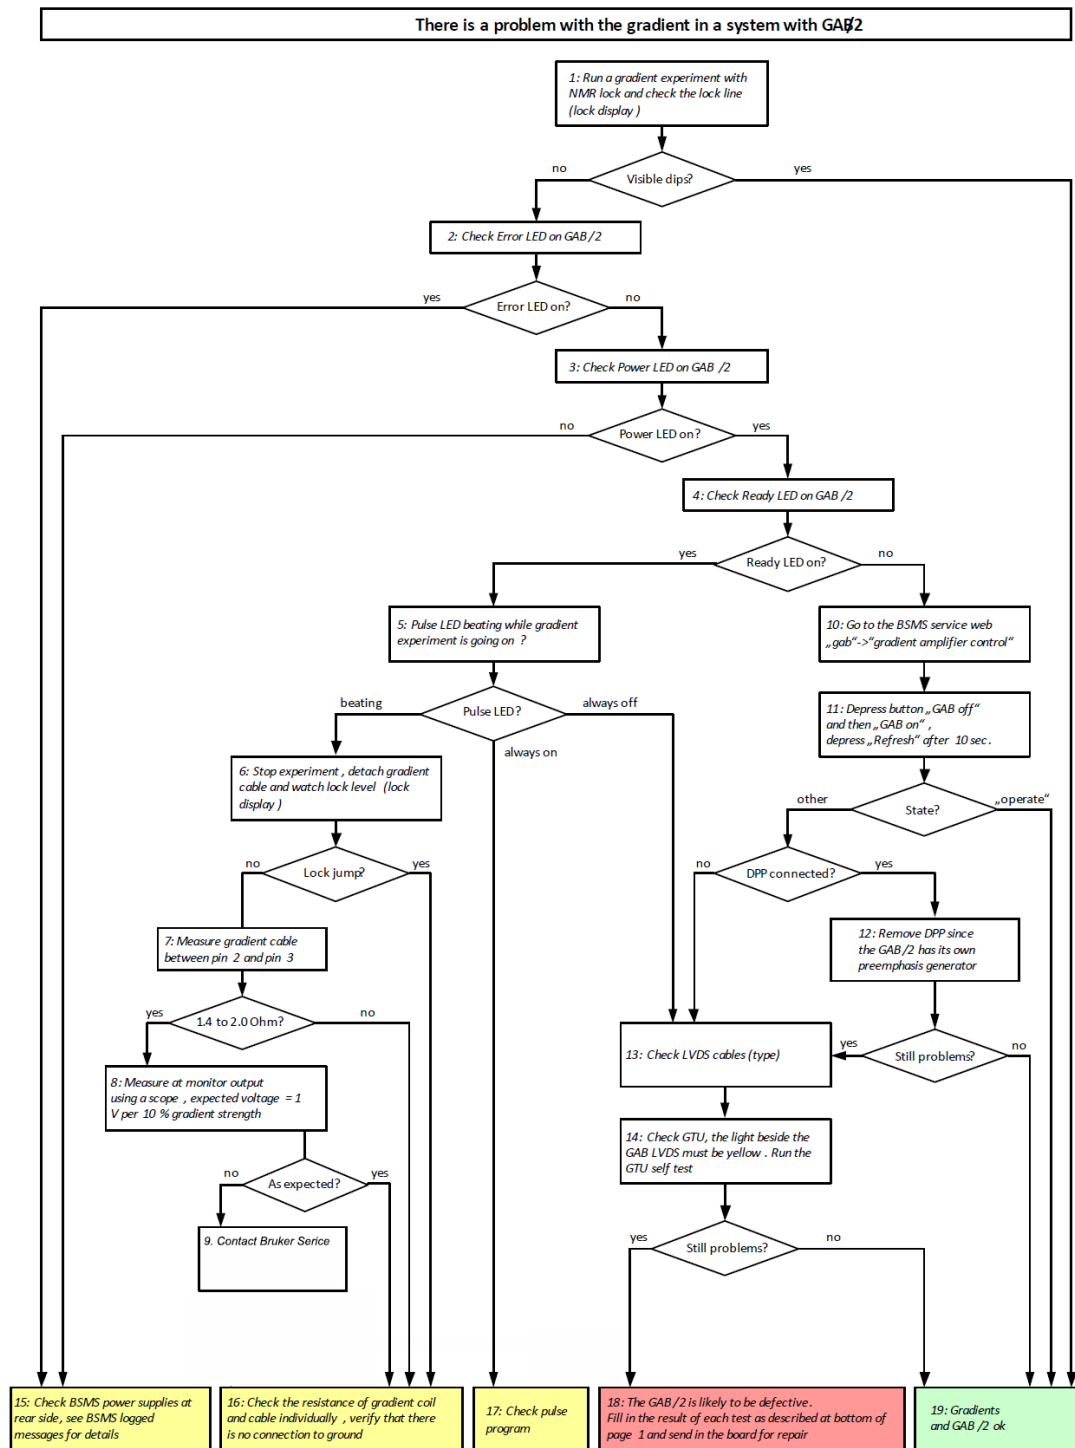 There is a problem with the gradient in a system with GAB/2
1: Run a gradient experiment with
NMR lock and check the lock line
(lock display )
no
Visible dips?
yes
2: Check Error LED on GAB /2
yes
Error LED on?
no
3: Check Power LED on GAB /2
no
Power LED on?
yes
4: Check Ready LED on GAB /2
yes
Ready LED on?
no
5: Pulse LED beating while gradient
experiment is going on ?
10: Go to the BSMS service web
„gab“->“gradient amplifier control“
beating
Pulse LED?
always off
always on
11: Depress button „GAB off“
and then „GAB on“ ,
depress „Refresh“ after 10 sec.
6: Stop experiment , detach gradient
cable and watch lock level (lock
display )
other
State?
„operate“
no
Lock jump?
yes
no
DPP connected?
yes
7: Measure gradient cable
between pin 2 and pin 3
12: Remove DPP since
the GAB /2 has its own
preemphasis generator
yes
1.4 to 2.0 Ohm?
no
13: Check LVDS cables (type)
yes
Still problems?
no
8: Measure at monitor output
using a scope , expected voltage = 1
V per 10 % gradient strength
14: Check GTU, the light beside the
GAB LVDS must be yellow . Run the
GTU self test
no
As expected?
yes
9. Contact Bruker Serice
yes
Still problems?
no
15: Check BSMS power supplies at
rear side, see BSMS logged
messages for details
16: Check the resistance of gradient coil
and cable individually , verify that there
is no connection to ground
17: Check pulse
program
18: The GAB /2 is likely to be defective .
Fill in the result of each test as described at bottom of
page 1 and send in the board for repair
19: Gradients
and GAB /2 ok